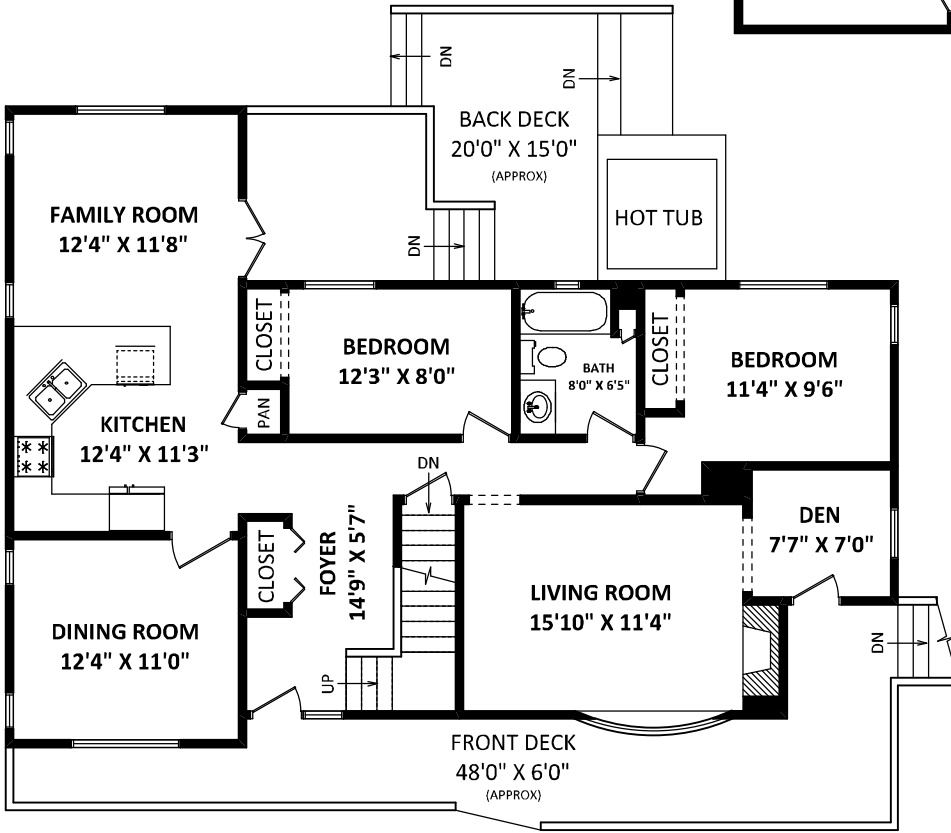 DN
DN
BACK DECK
20'0" X 15'0"
(APPROX)
FAMILY ROOM
12'4" X 11'8"
HOT TUB
DN
CLOSET
BEDROOM
12'3" X 8'0"
BATH
8'0" X 6'5"
CLOSET
BEDROOM
11'4" X 9'6"
PAN
KITCHEN
12'4" X 11'3"
DN
FOYER
14'9" X 5'7"
CLOSET
DEN
7'7" X 7'0"
LIVING ROOM
15'10" X 11'4"
DINING ROOM
12'4" X 11'0"
UP
DN
FRONT DECK
48'0" X 6'0"
(APPROX)